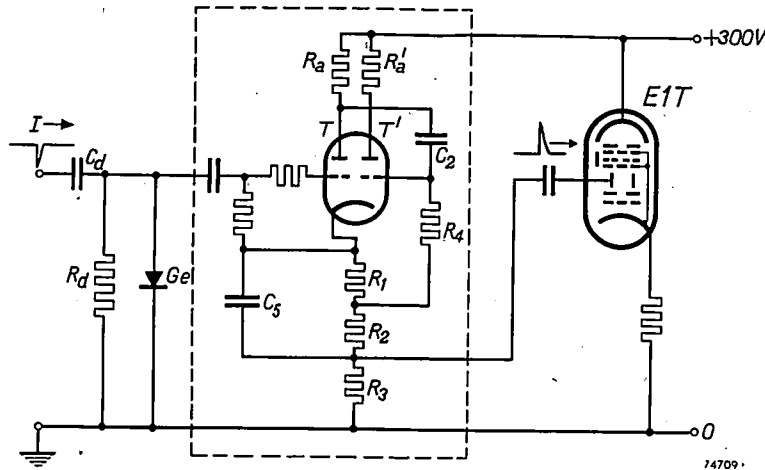 +300V
Ra
Ra'
E1T
I →
T
T'
Cd
C2
R4
Rd
Ge
R1
C5
R2
R3
0
74709